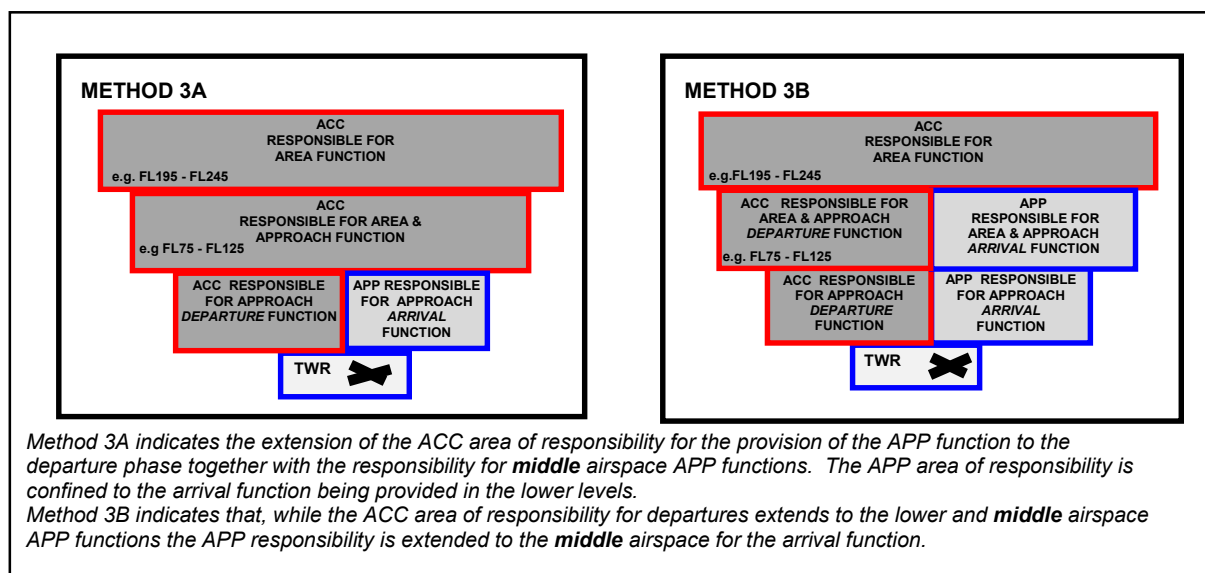 METHOD 3A
ACC
RESPONSIBLE FOR
AREA FUNCTION
e.g. FL195 - FL245
ACC
RESPONSIBLE FOR AREA &
APPROACH FUNCTION
e.g FL75 - FL125
ACC RESPONSIBLE
FOR APPROACH
DEPARTURE FUNCTION
APP RESPONSIBLE
FOR APPROACH
ARRIVAL
FUNCTION
TWR
METHOD 3B
ACC
RESPONSIBLE FOR
AREA FUNCTION
e.g.FL195 - FL245
ACC RESPONSIBLE FOR
AREA & APPROACH
DEPARTURE FUNCTION
e.g. FL75 - FL125
APP
RESPONSIBLE FOR
AREA & APPROACH
ARRIVAL FUNCTION
ACC RESPONSIBLE
FOR APPROACH
DEPARTURE
FUNCTION
APP RESPONSIBLE
FOR APPROACH
ARRIVAL
FUNCTION
TWR
Method 3A indicates the extension of the ACC area of responsibility for the provision of the APP function to the
departure phase together with the responsibility for middle airspace APP functions. The APP area of responsibility is
confined to the arrival function being provided in the lower levels.
Method 3B indicates that, while the ACC area of responsibility for departures extends to the lower and middle airspace
APP functions the APP responsibility is extended to the middle airspace for the arrival function.